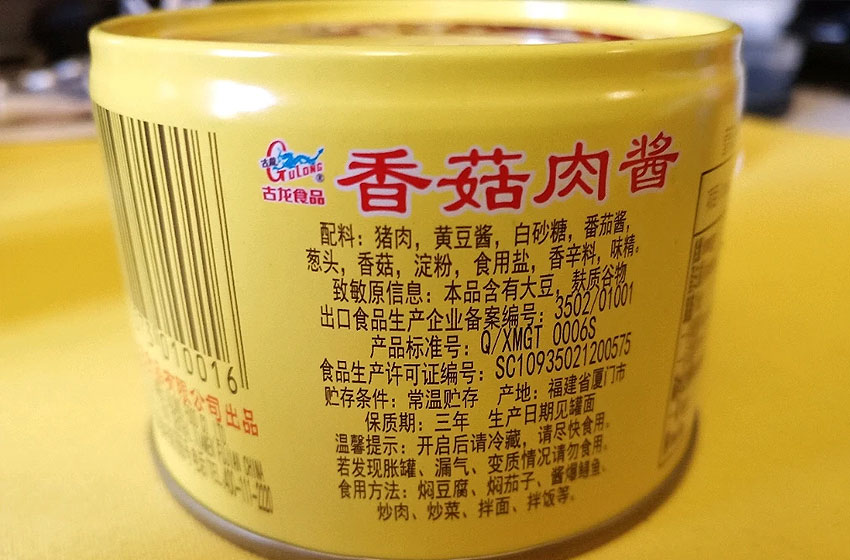 古龙
GULONG
古龙食品
香菇肉酱
配料：猪肉，黄豆酱，白砂糖，番茄酱，
葱头，香菇，淀粉，食用盐，香辛料，味精。
致敏原信息：本品含有大豆，麸质谷物
出口食品生产企业备案编号：3502/01001
产品标准号：Q/XMGT 0006S
食品生产许可证编号：SC10935021200575
贮存条件：常温贮存 产地：福建省厦门市
保质期：三年 生产日期见罐面
温馨提示：开启后请冷藏，请尽快食用。
若发现胀罐、漏气、变质情况请勿食用。
食用方法：焖豆腐、焖茄子、酱爆鳝鱼、
炒肉、炒菜、拌面、拌饭等。
010016
有限公司出品
CHINA
400-111-2221